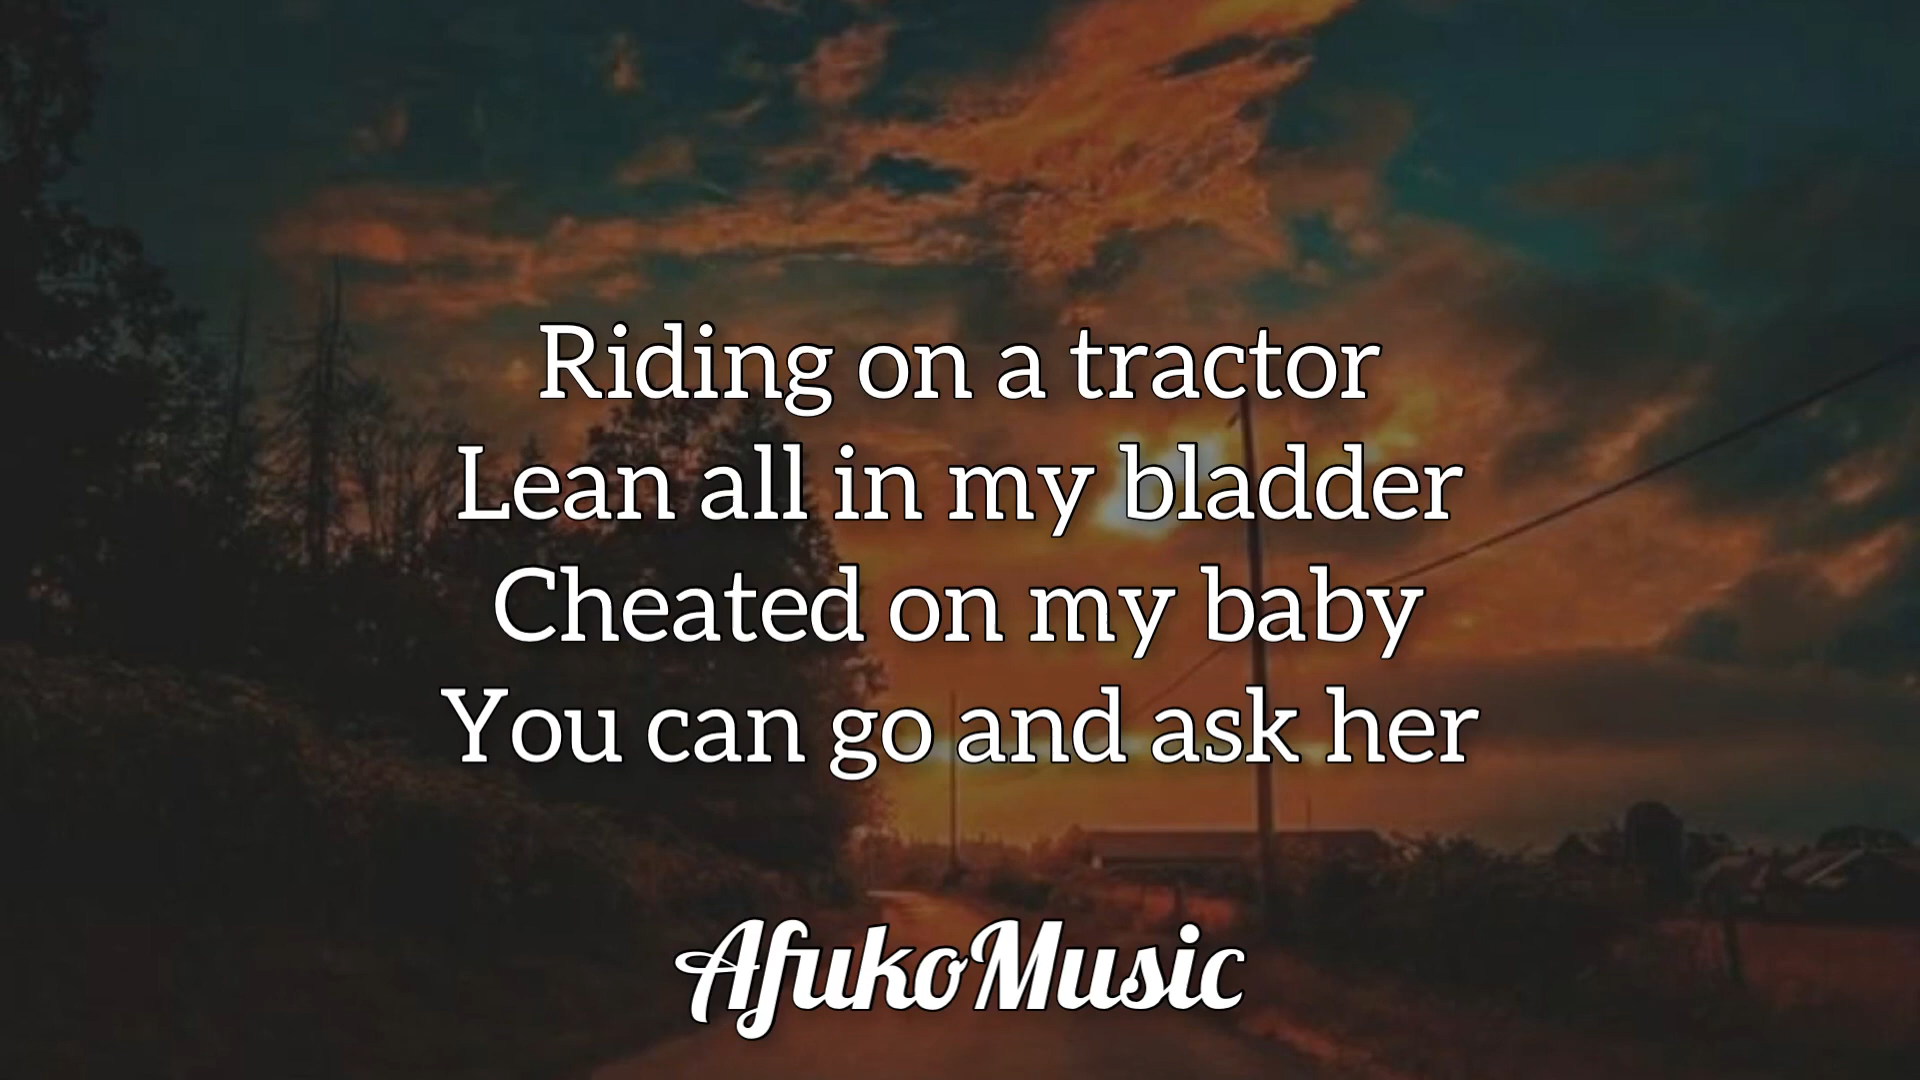 Riding on a tractor
Lean all in my bladder
Cheated on my baby
You can go and ask her
AfukoMusic